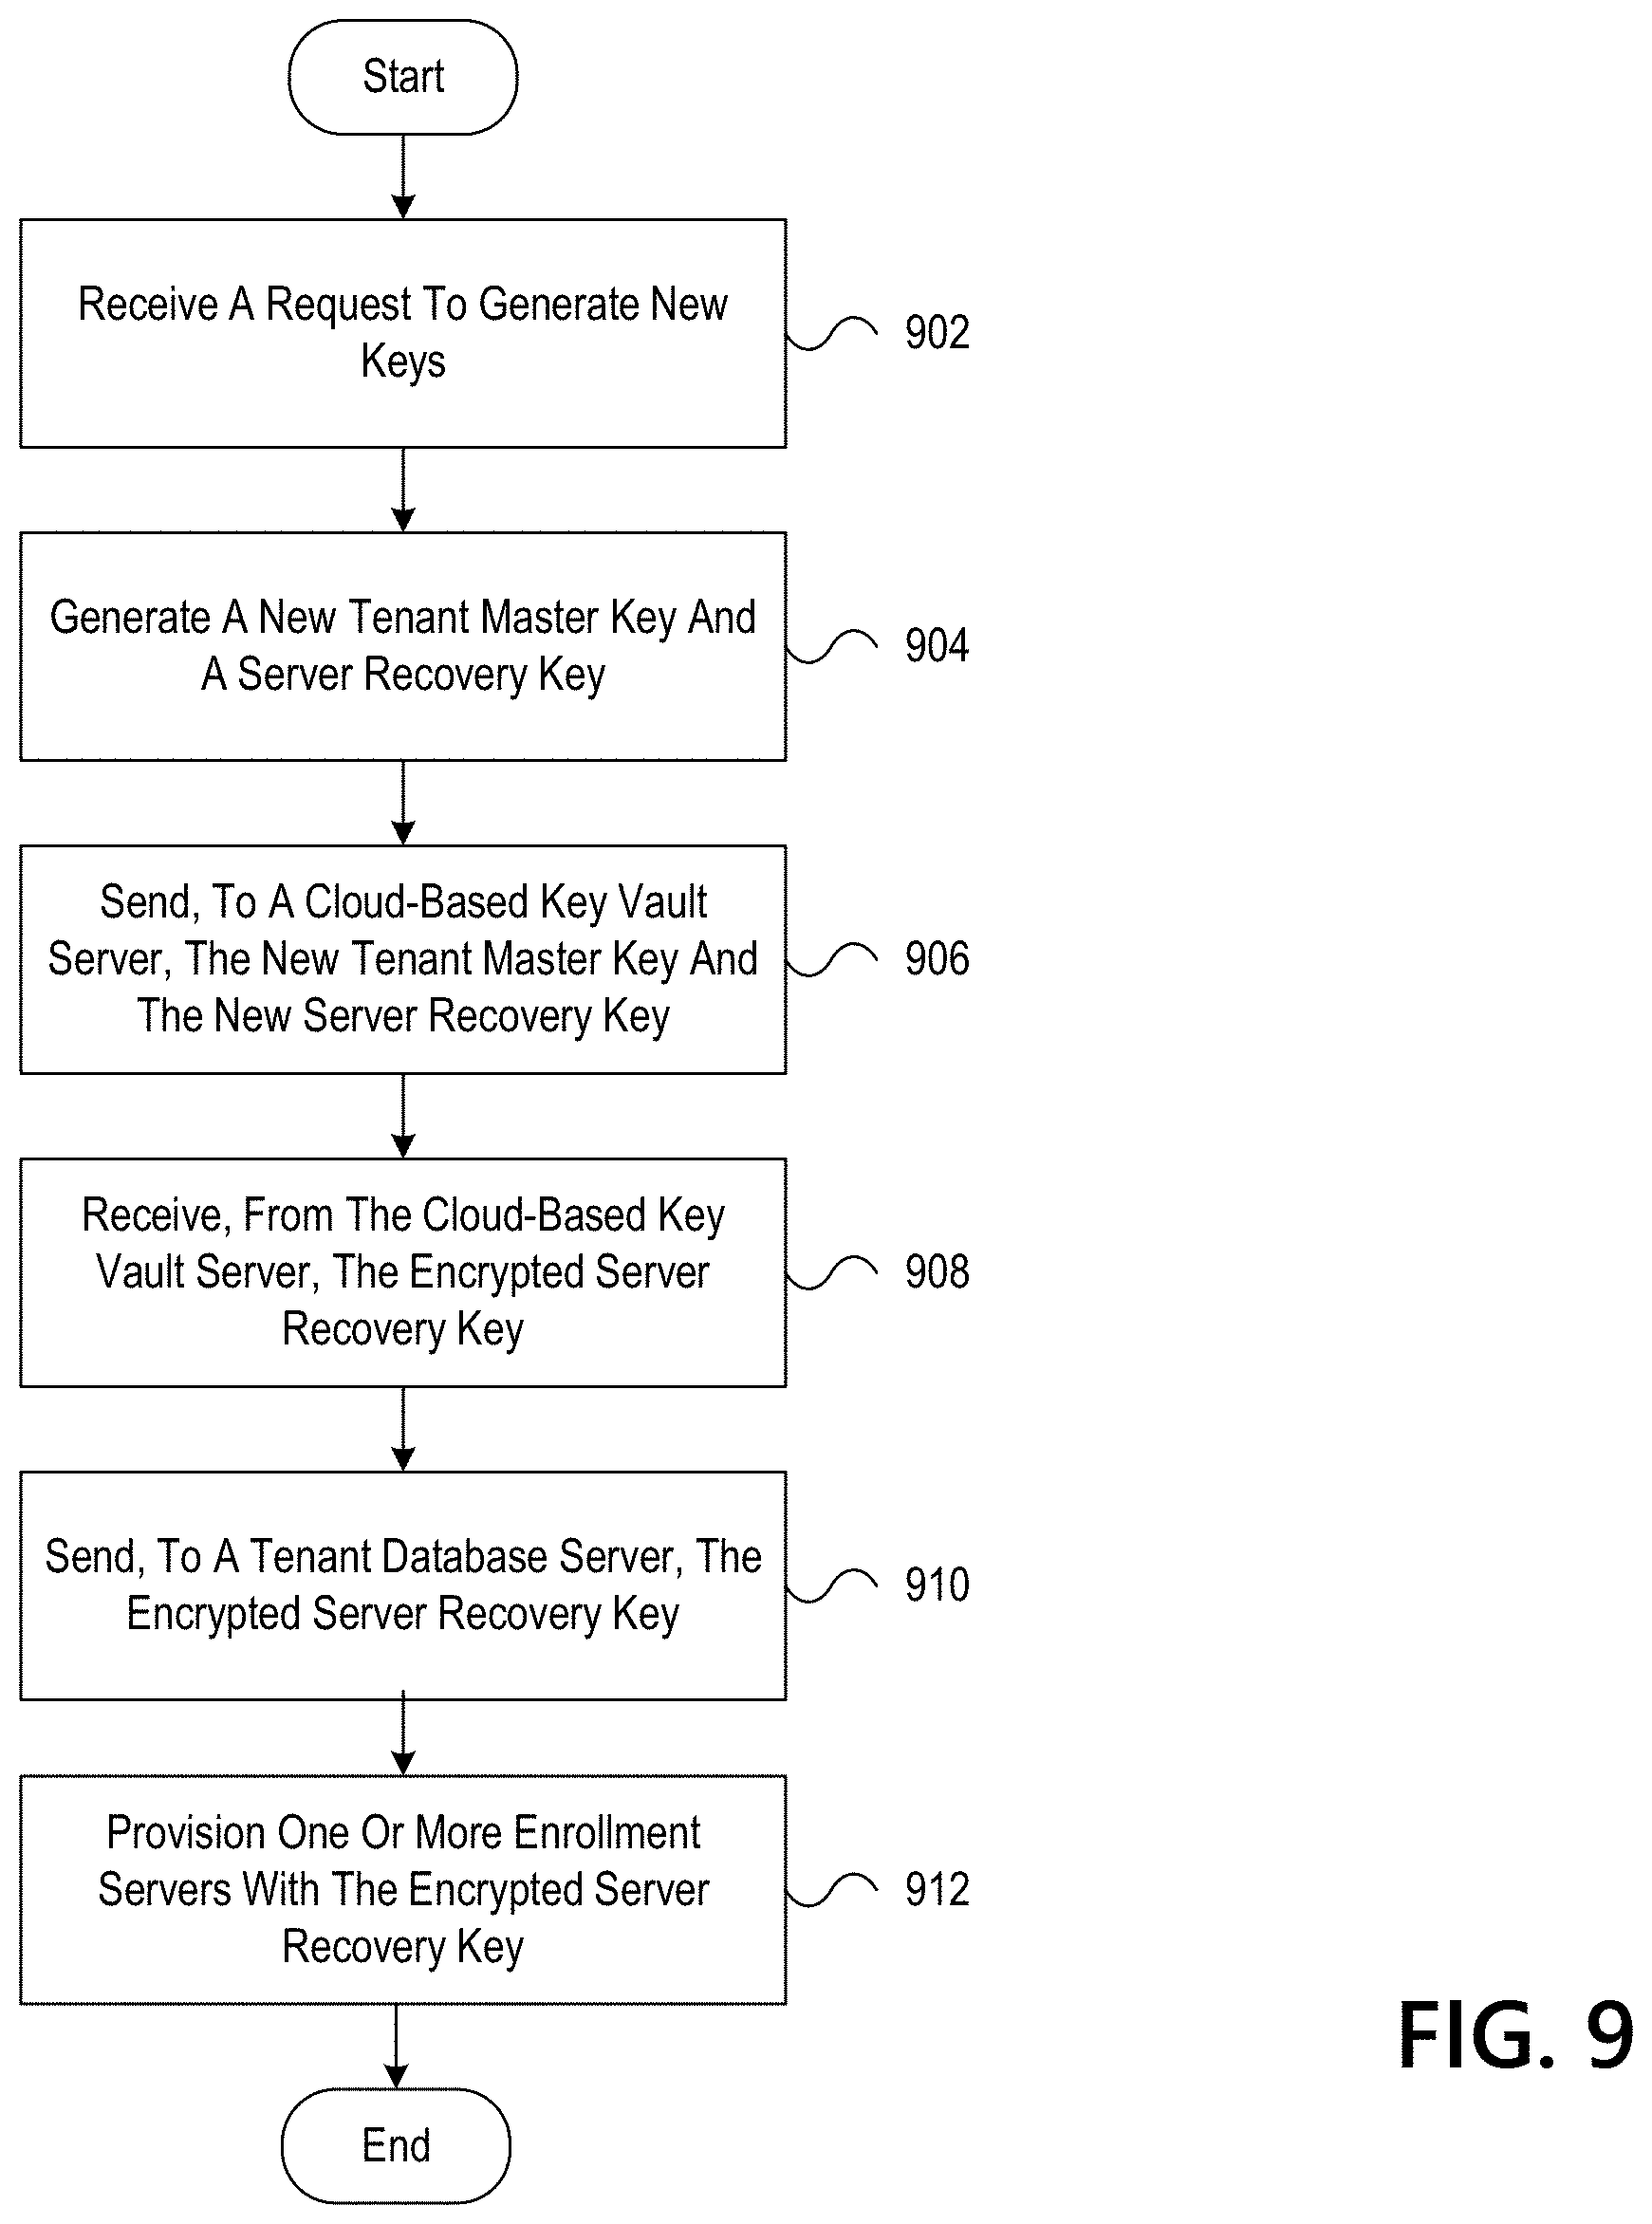 Start
Receive A Request To Generate New
Keys
902
Generate A New Tenant Master Key And
A Server Recovery Key
904
Send, To A Cloud-Based Key Vault
Server, The New Tenant Master Key And
The New Server Recovery Key
906
Receive, From The Cloud-Based Key
Vault Server, The Encrypted Server
Recovery Key
908
Send, To A Tenant Database Server, The
Encrypted Server Recovery Key
910
Provision One Or More Enrollment
Servers With The Encrypted Server
Recovery Key
912
End
FIG. 9